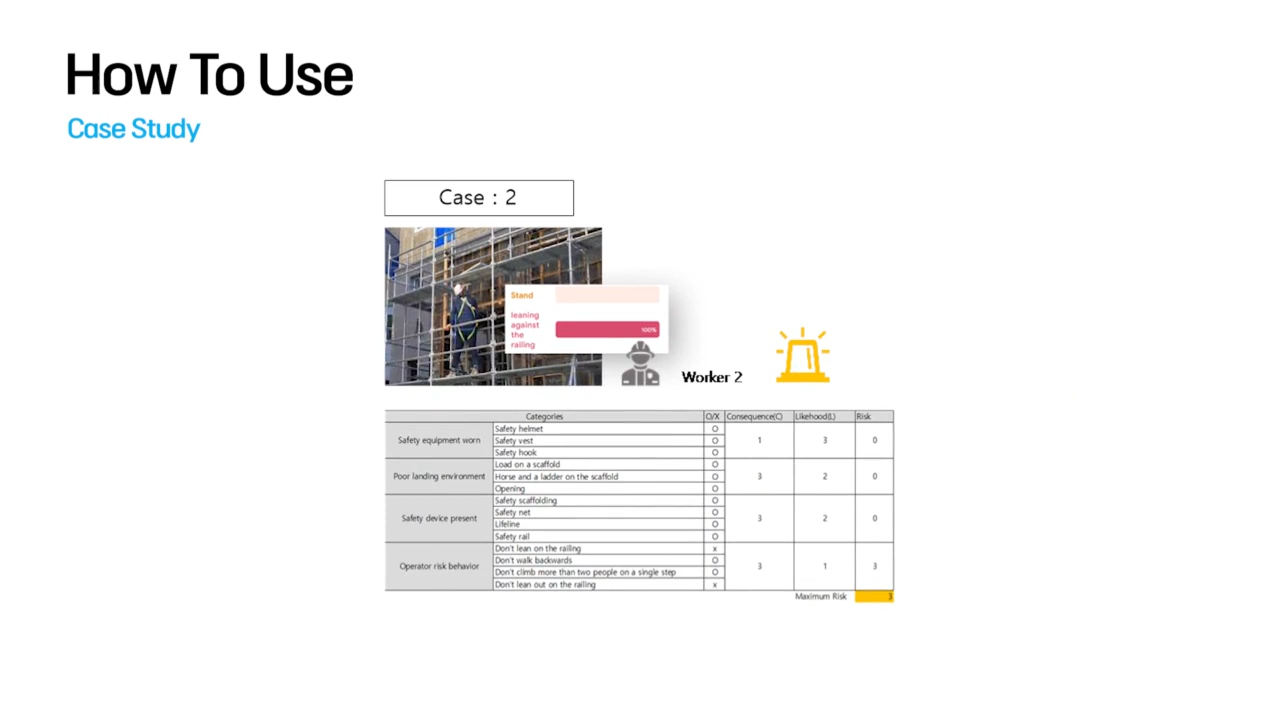 How To Use
Case Study
Case : 2
Stand
leaning
against
the
railing
100%
Worker 2
Categories O/X Consequence(C) Likehood(L) Risk
Safety equipment worn Safety helmet O 1 3 0
Safety vest O
Safety hook O
Poor landing environment Load on a scaffold O 3 2 0
Horse and a ladder on the scaffold O
Opening O
Safety device present Safety scaffolding O 3 2 0
Safety net O
Lifeline O
Safety rail O
Operator risk behavior Don't lean on the railing x 3 1 3
Don't walk backwards O
Don't climb more than two people on a single step O
Don't lean out on the railing x
Maximum Risk 3